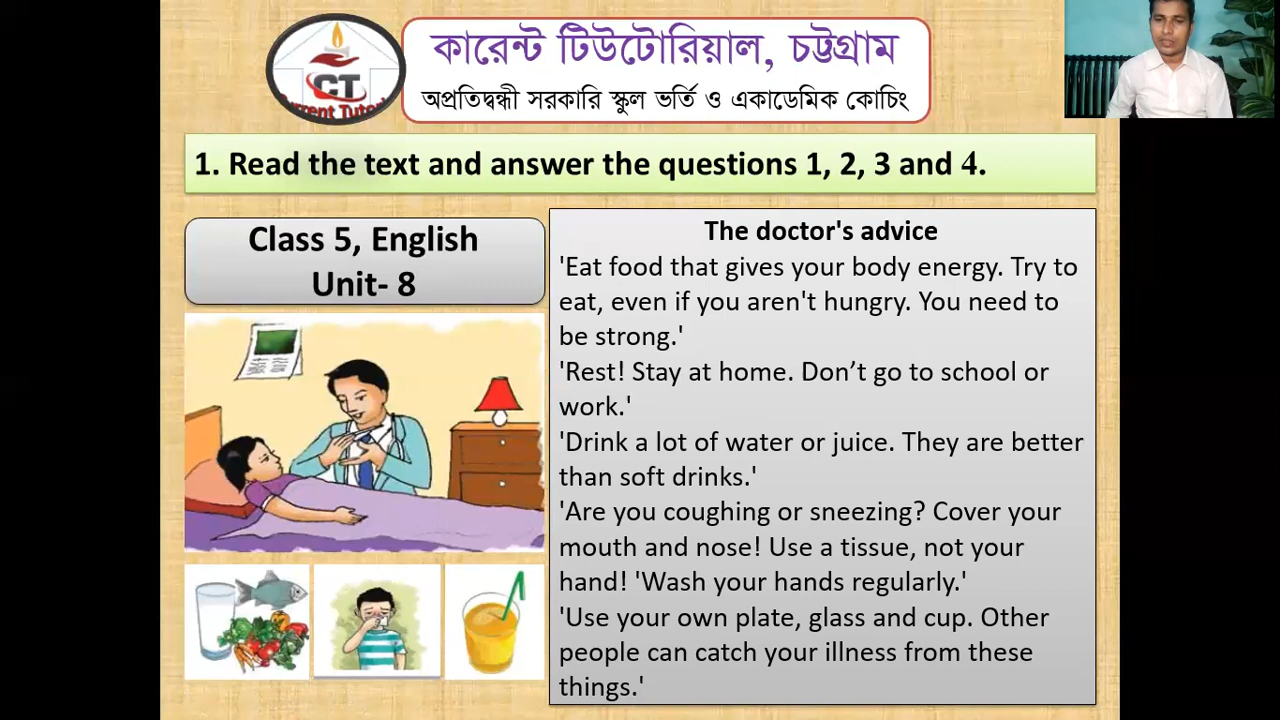 কারেন্ট টিউটোরিয়াল, চট্টগ্রাম
অপ্রতিদ্বন্দী সরকারি স্কুল ভর্তি ও একাডেমিক কোচিং
CT
Current Tutori
1. Read the text and answer the questions 1, 2, 3 and 4.
Class 5, English
Unit- 8
The doctor's advice
'Eat food that gives your body energy. Try to
eat, even if you aren't hungry. You need to
be strong.'
'Rest! Stay at home. Don’t go to school or
work.'
'Drink a lot of water or juice. They are better
than soft drinks.'
'Are you coughing or sneezing? Cover your
mouth and nose! Use a tissue, not your
hand! 'Wash your hands regularly.'
'Use your own plate, glass and cup. Other
people can catch your illness from these
things.'